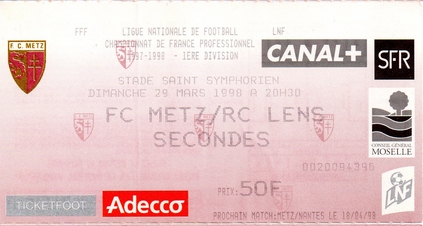 FFF LIGUE NATIONALE DE FOOTBALL LNF
CHAMPIONNAT DE FRANCE PROFESSIONNEL
1997-1998 - 1ERE DIVISION
F.C. METZ
CANAL+
SFR
STADE SAINT SYMPHORIEN
DIMANCHE 29 MARS 1998 A 20H30
FC METZ/RC LENS
SECONDES
CONSEIL GÉNÉRAL
MOSELLE
0020094398
PRIX: 50F
TICKETFOOT
Adecco
LNF
PROCHAIN MATCH:METZ/NANTES LE 18/04/98